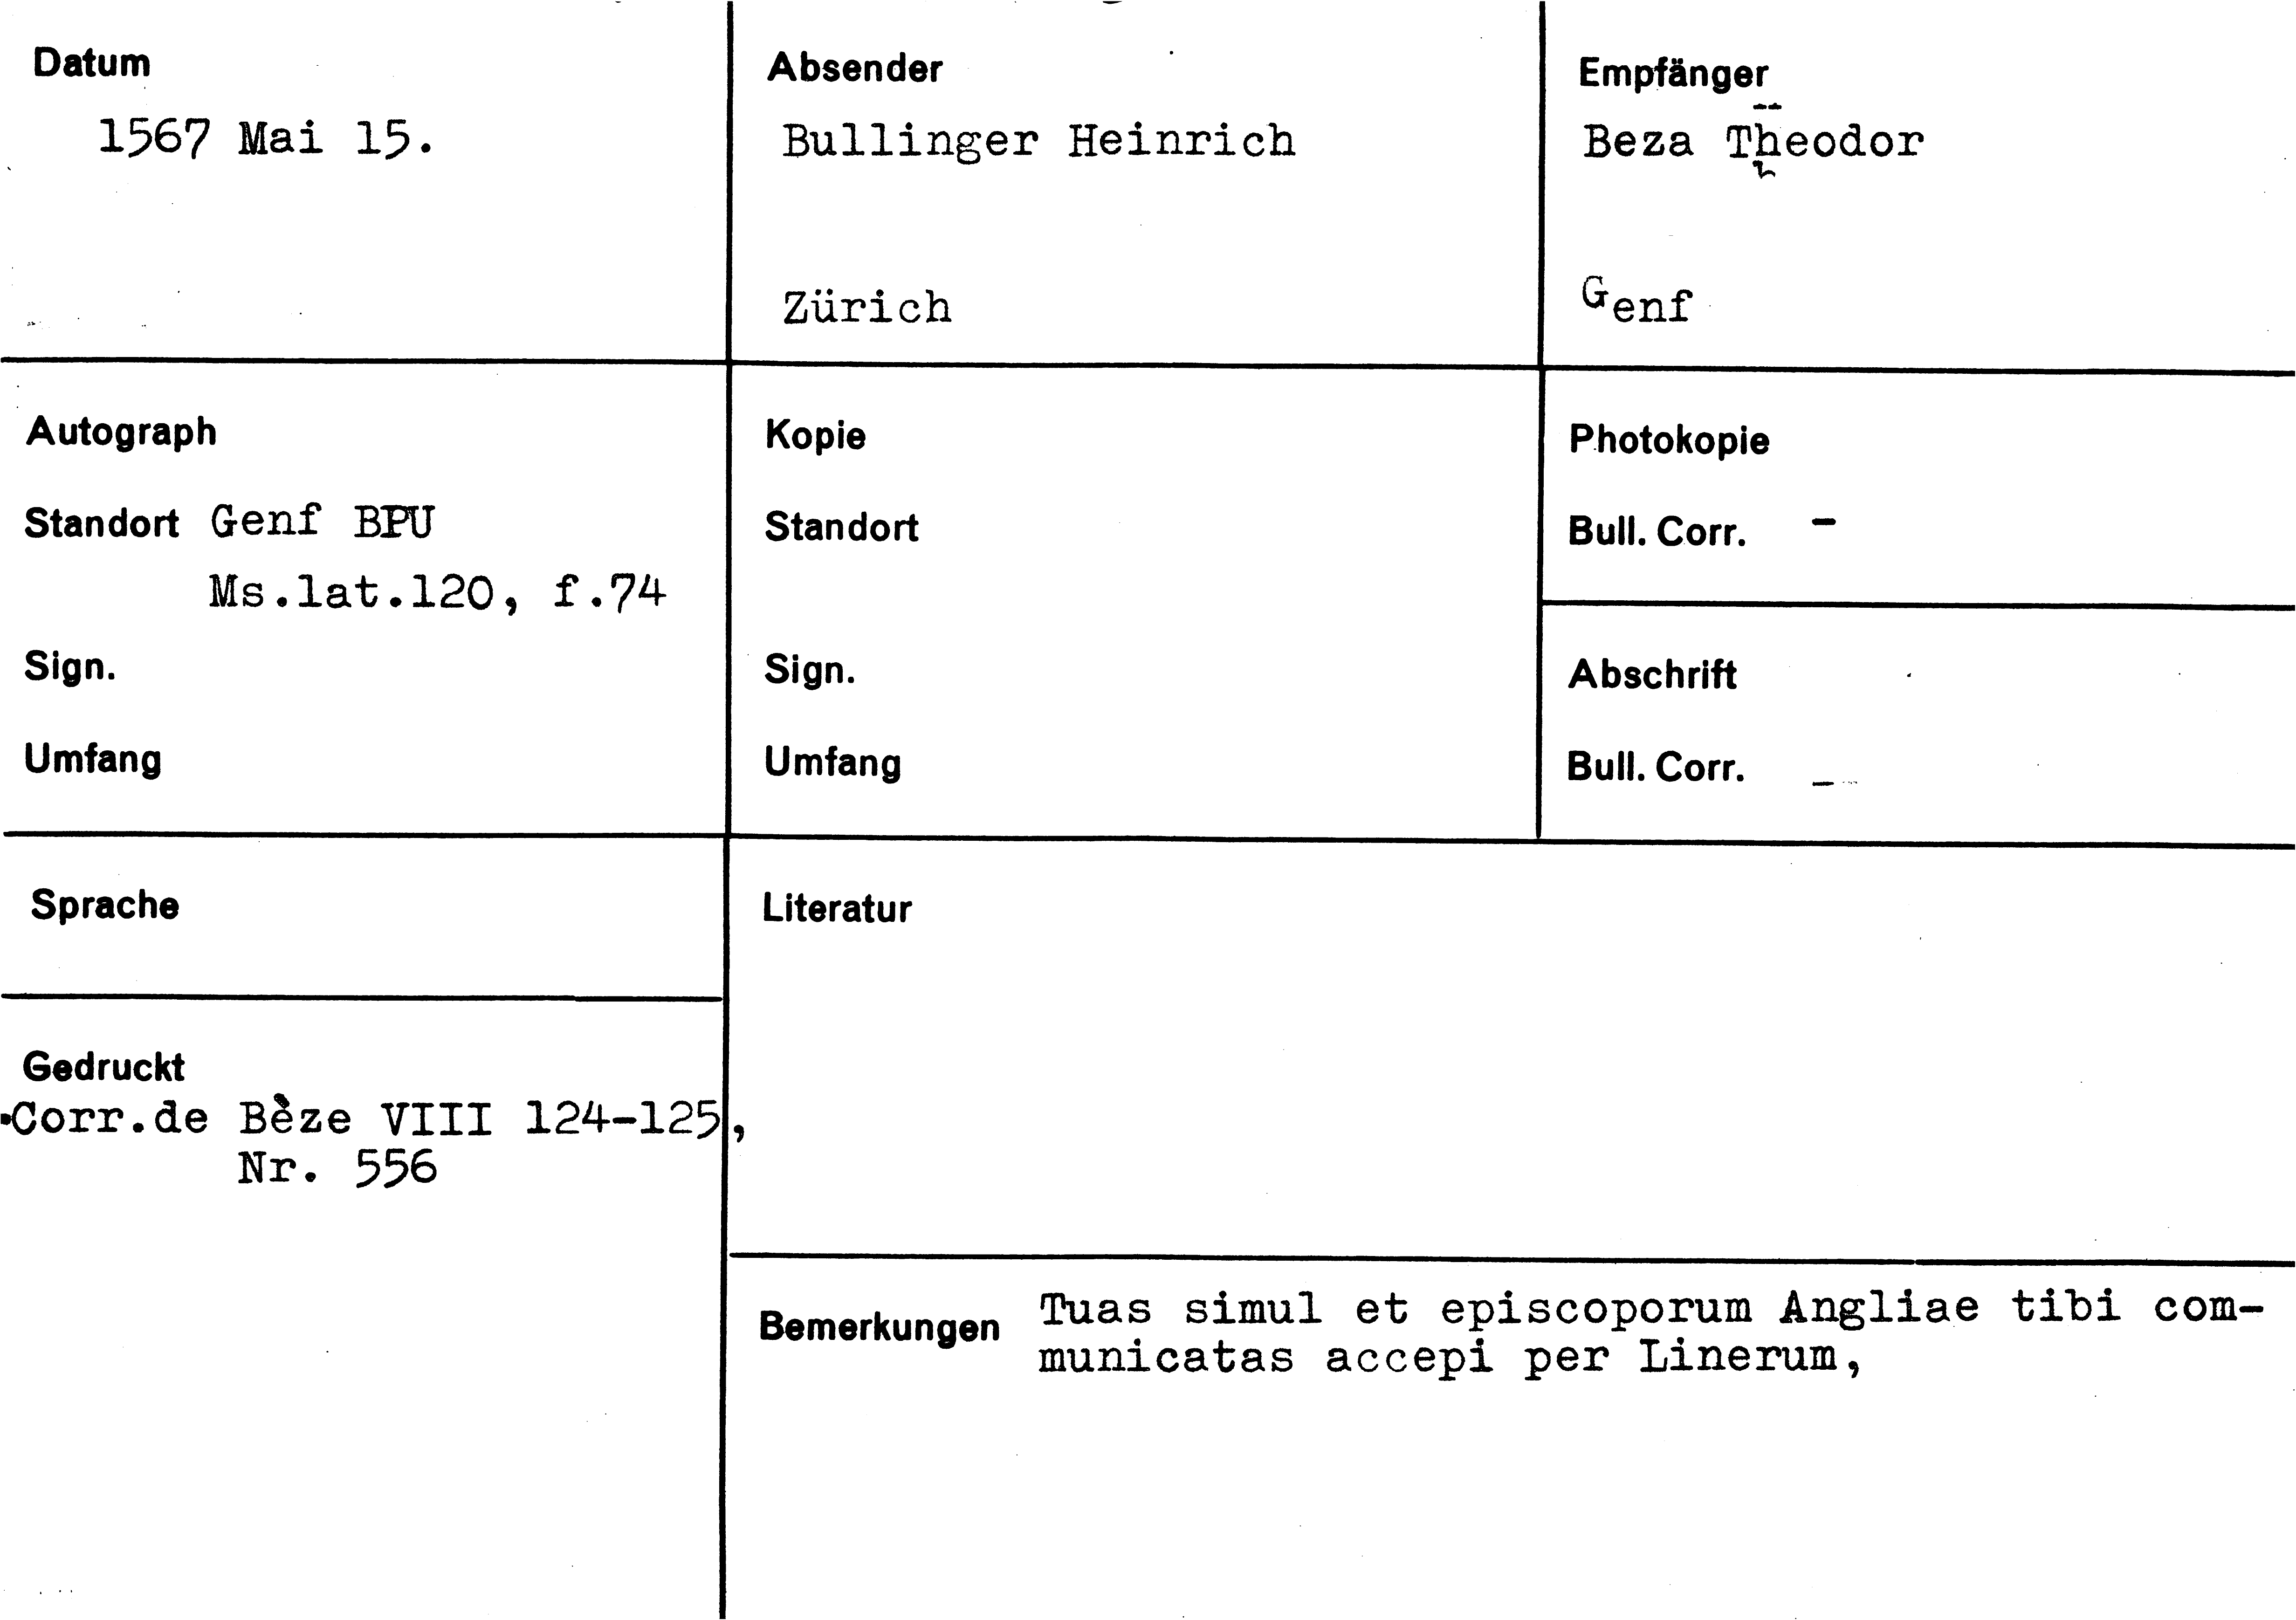 Datum
1567 Mai 15.
Absender
Bullinger Heinrich
Zürich
Empfänger
Beza Theodor
Genf
Autograph
Standort Genf BPU
Ms.lat.120, f.74
Sign.
Umfang
Kopie
Standort
Sign.
Umfang
Photokopie
Bull. Corr. -
Abschrift
Bull. Corr. -
Sprache
Gedruckt
Corr.de Bèze VIII 124-125,
Nr. 556
Literatur
Bemerkungen Tuas simul et episcoporum Angliae tibi com-
municatas accepi per Linerum,